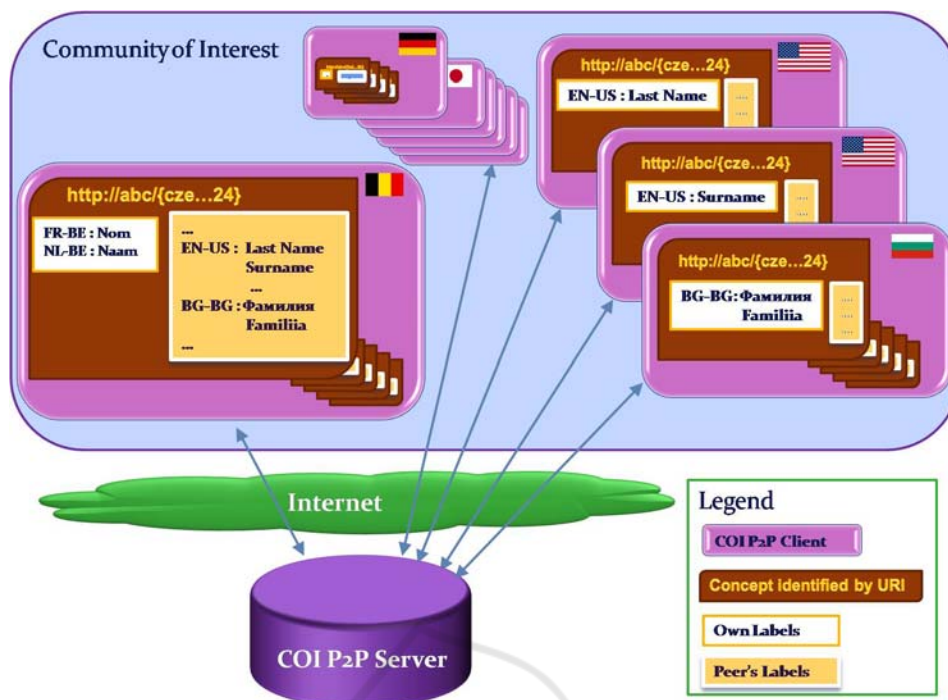 Community of Interest
http://abc/{cze...24}
EN-US : Last Name
....
....
http://abc/{cze...24}
EN-US : Surname
....
....
http://abc/{cze...24}
BG-BG: Фамилия
Familiia
....
....
....
http://abc/{cze...24}
FR-BE : Nom
NL-BE : Naam
...
EN-US : Last Name
Surname
...
BG-BG : Фамилия
Familiia
...
Internet
COI P2P Server
Legend
COI P2P Client
Concept identified by URI
Own Labels
Peer's Labels